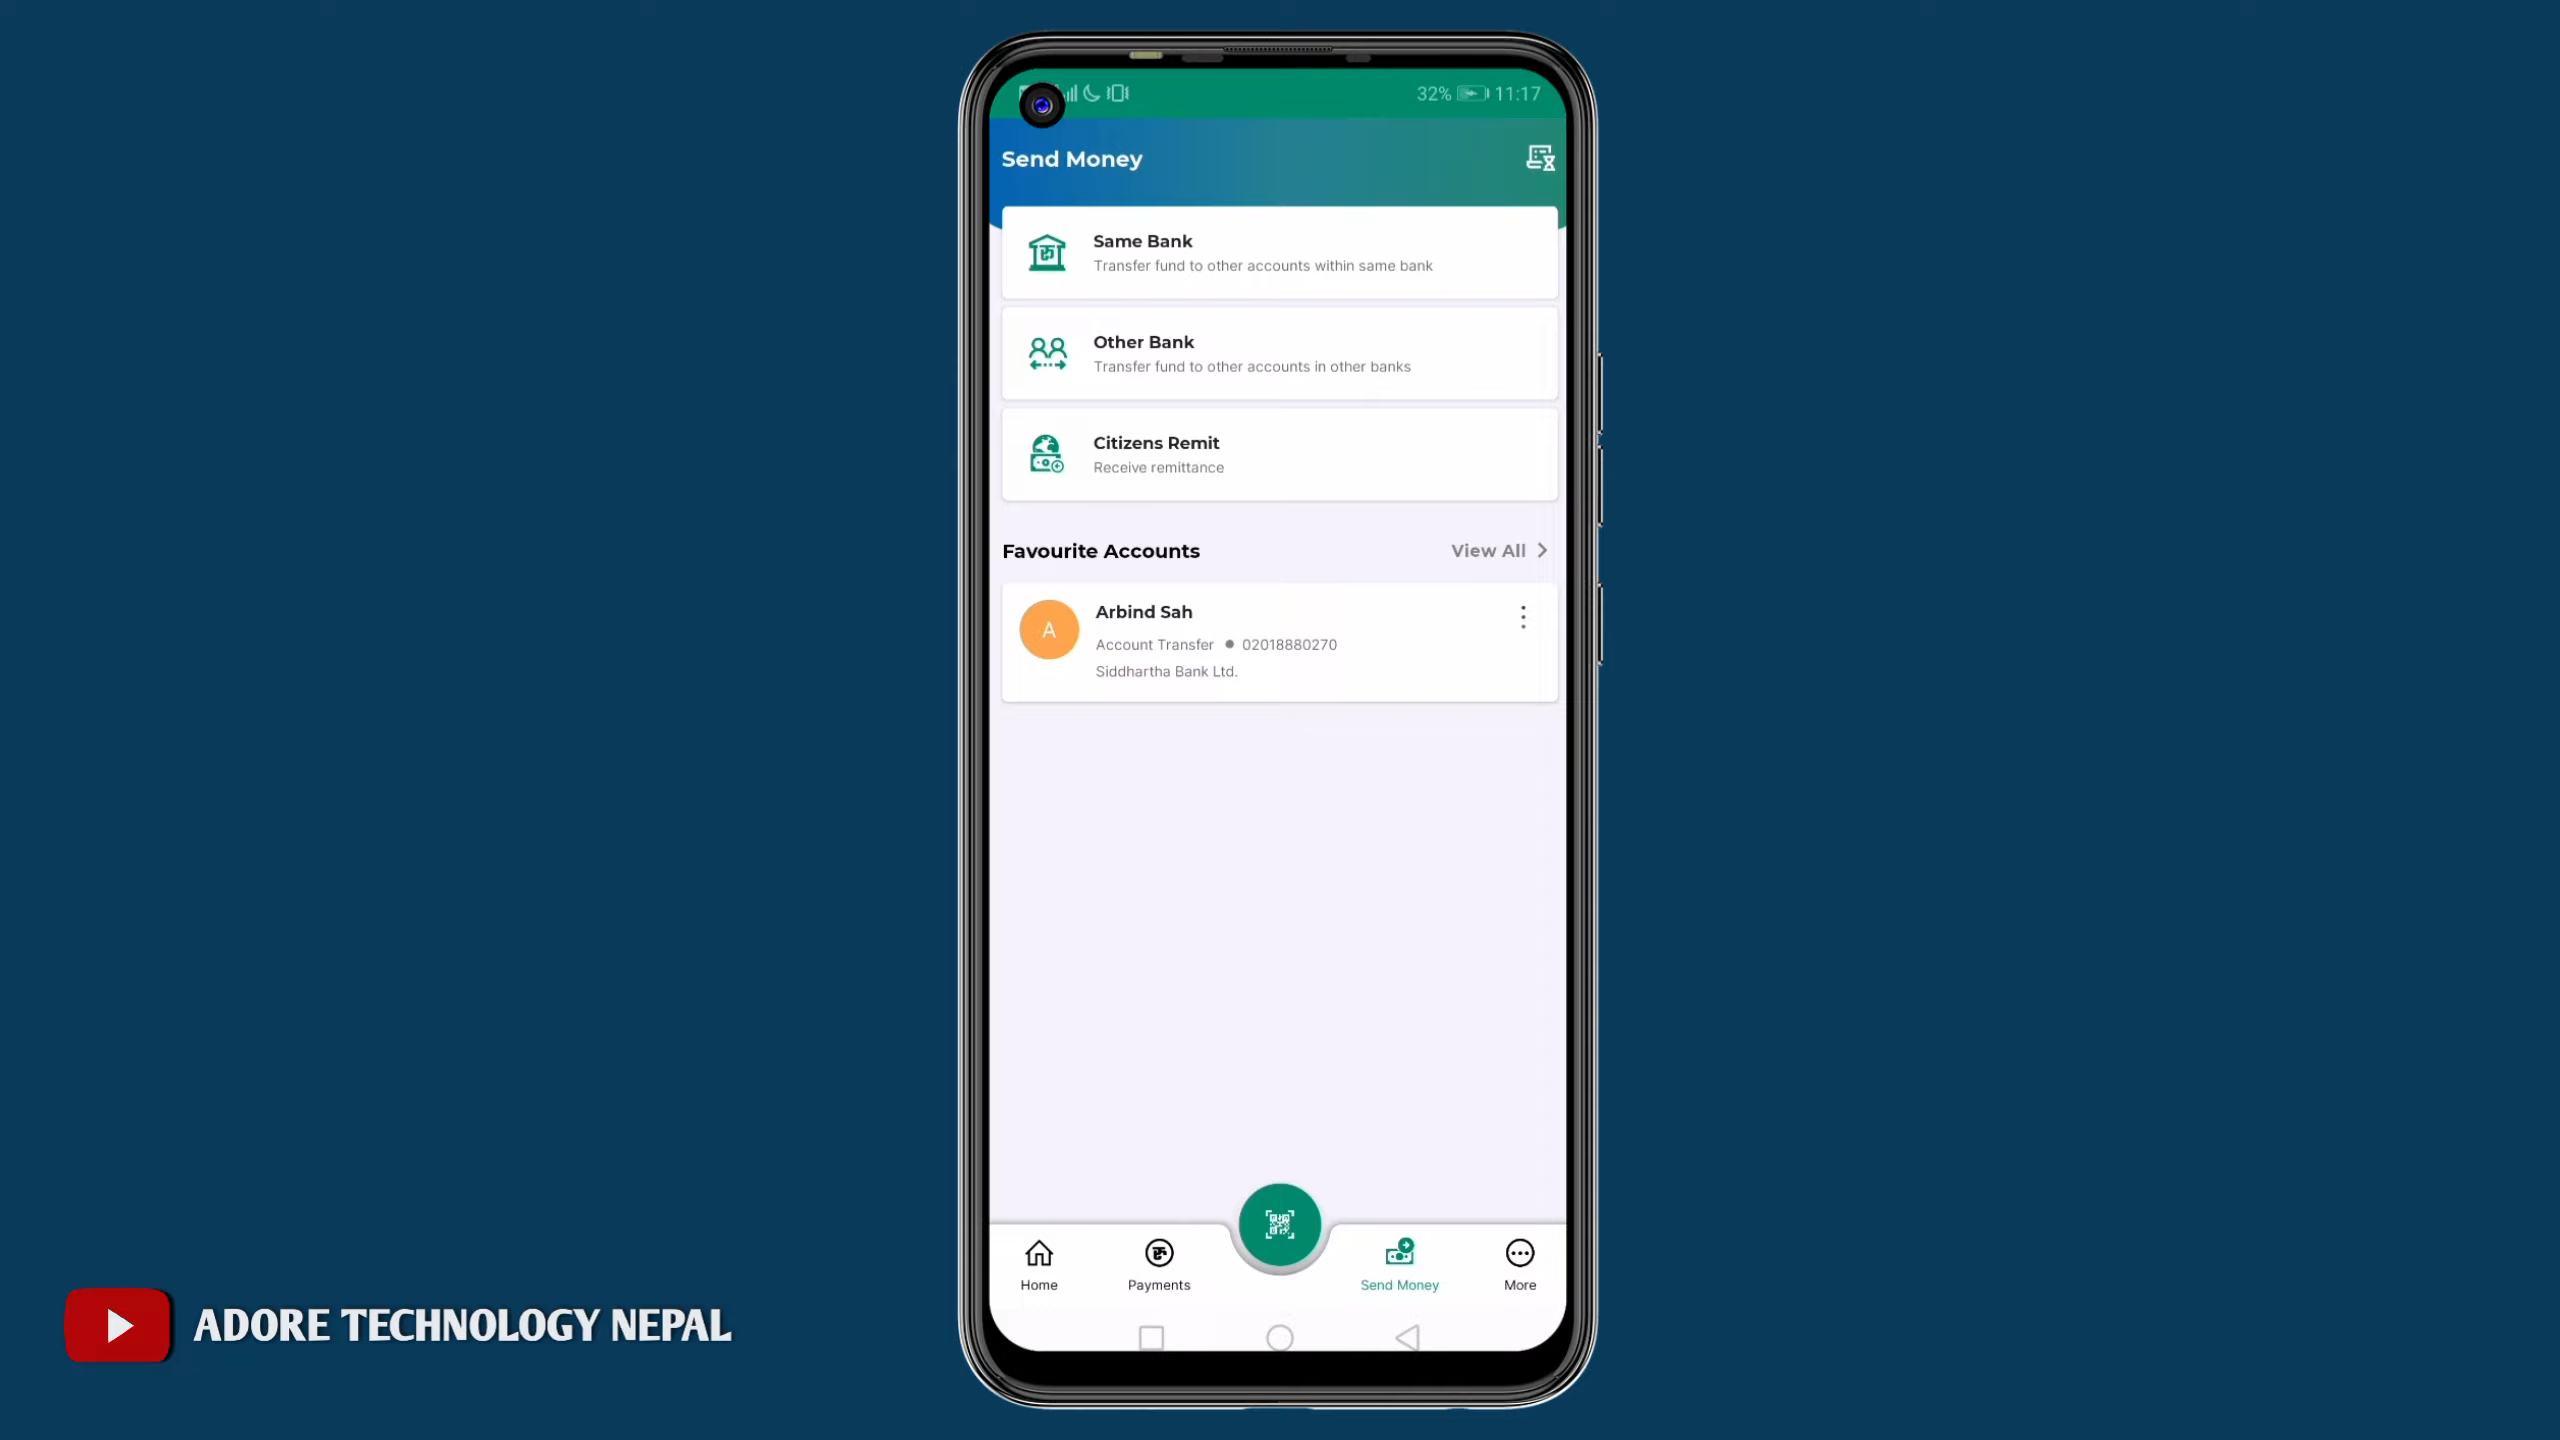 32% 11:17
Send Money
Same Bank
Transfer fund to other accounts within same bank
Other Bank
Transfer fund to other accounts in other banks
Citizens Remit
Receive remittance
Favourite Accounts View All
A
Arbind Sah
Account Transfer ● 02018880270
Siddhartha Bank Ltd.
Home
Payments
Send Money
More
ADORE TECHNOLOGY NEPAL